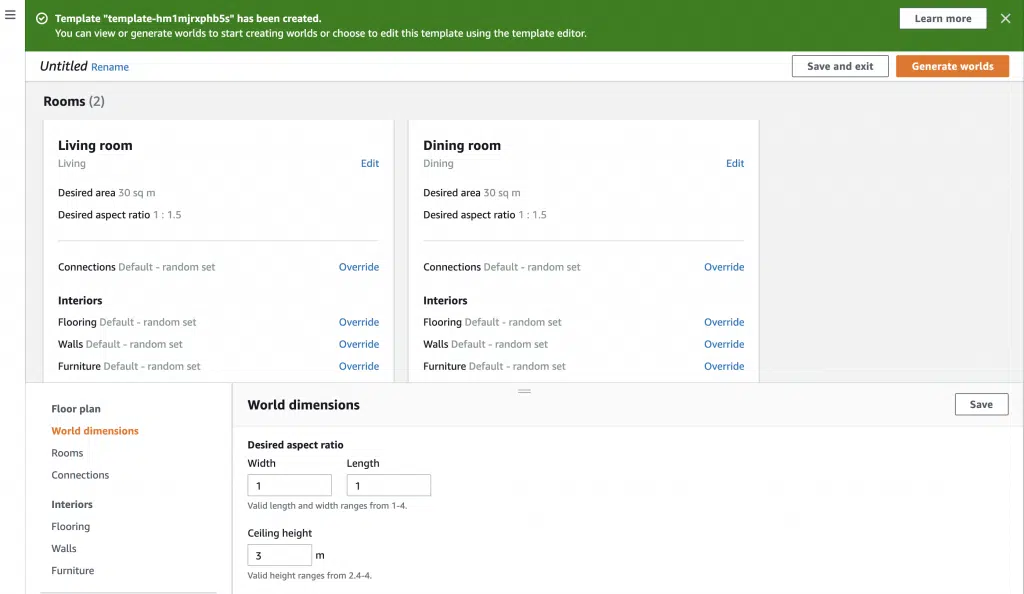 Template "template-hm1mjrxphb5s" has been created.
You can view or generate worlds to start creating worlds or choose to edit this template using the template editor.
Learn more
Untitled Rename
Save and exit
Generate worlds
Rooms (2)
Living room
Living
Edit
Desired area 30 sq m
Desired aspect ratio 1 : 1.5
Connections Default - random set
Override
Interiors
Flooring Default - random set
Override
Walls Default - random set
Override
Furniture Default - random set
Override
Dining room
Dining
Edit
Desired area 30 sq m
Desired aspect ratio 1 : 1.5
Connections Default - random set
Override
Interiors
Flooring Default - random set
Override
Walls Default - random set
Override
Furniture Default - random set
Override
Floor plan
World dimensions
Rooms
Connections
Interiors
Flooring
Walls
Furniture
World dimensions
Save
Desired aspect ratio
Width Length
1 1
Valid length and width ranges from 1-4.
Ceiling height
3 m
Valid height ranges from 2.4-4.